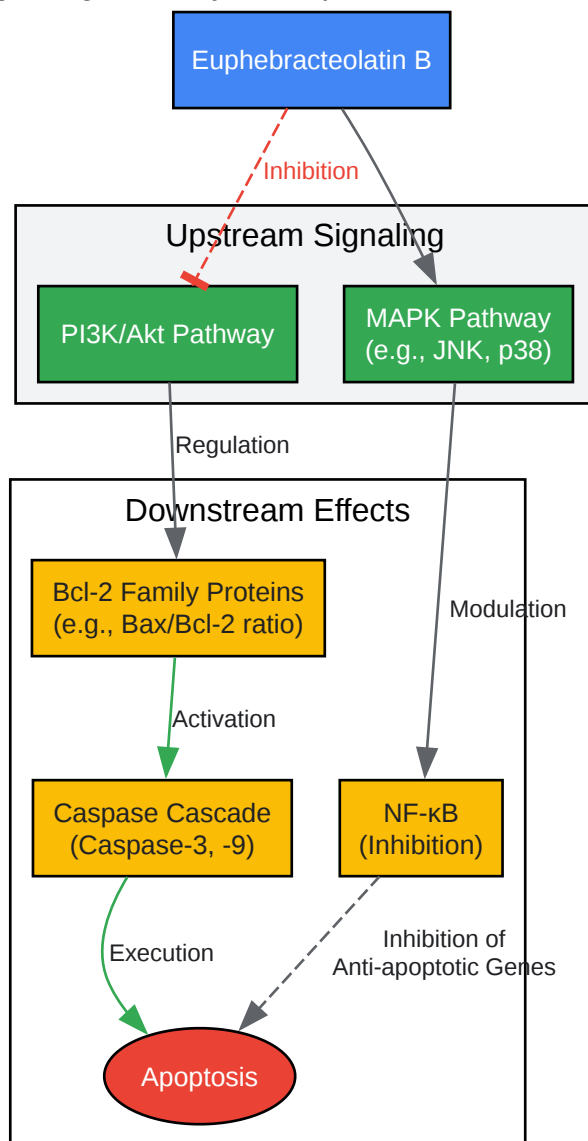 Euphebracteolatin B
Inhibition
Upstream Signaling
PI3K/Akt Pathway
MAPK Pathway
(e.g., JNK, p38)
Regulation
Downstream Effects
Bcl-2 Family Proteins
(e.g., Bax/Bcl-2 ratio)
Modulation
Activation
Caspase Cascade
(Caspase-3, -9)
NF-κB
(Inhibition)
Execution
Inhibition of
Anti-apoptotic Genes
Apoptosis